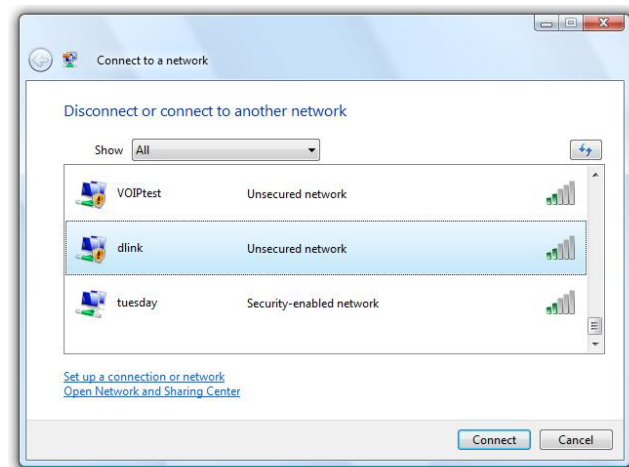 Connect to a network
Disconnect or connect to another network
Show All
VOIPtest Unsecured network
dlink Unsecured network
tuesday Security-enabled network
Set up a connection or network
Open Network and Sharing Center
Connect Cancel